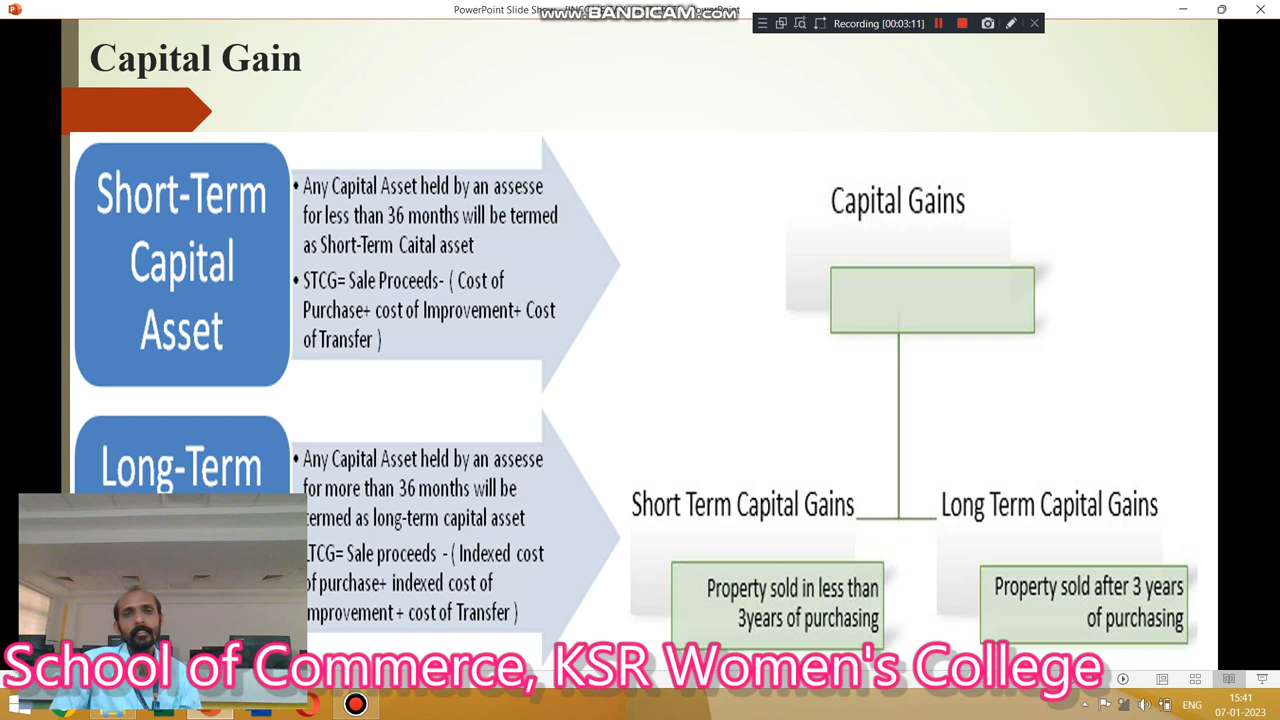 PowerPoint Slide Show
www.BANDICAM.com
Recording [00:03:11]
Capital Gain
Short-Term
Capital
Asset
• Any Capital Asset held by an assesse
for less than 36 months will be termed
as Short-Term Caital asset
• STCG= Sale Proceeds- ( Cost of
Purchase+ cost of Improvement+ Cost
of Transfer )
Long-Term
• Any Capital Asset held by an assesse
for more than 36 months will be
termed as long-term capital asset
LTCG= Sale proceeds - ( Indexed cost
of purchase+ indexed cost of
improvement + cost of Transfer )
Capital Gains
Short Term Capital Gains
Property sold in less than
3years of purchasing
Long Term Capital Gains
Property sold after 3 years
of purchasing
School of Commerce, KSR Women's College
ENG
15:41
07-01-2023